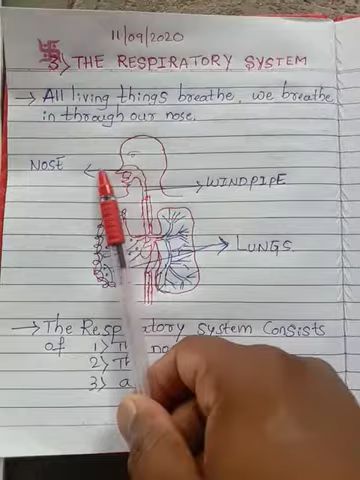 11/09/2020
3) THE RESPIRATORY SYSTEM
→ All living things breathe. we breathe
in through our nose.
NOSE
WINDPIPE
LUNGS
→ The Respiratory system Consists
of 1)
2)
3) a